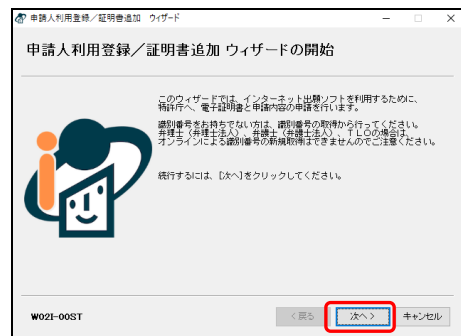 申請人利用登録／証明書追加 ウィザード
申請人利用登録／証明書追加 ウィザードの開始
このウィザードでは、インターネット出願ソフトを利用するために、
特許庁へ、電子証明書と申請内容の申請を行います。
識別番号をお持ちでない方は、識別番号の取得から行ってください。
弁理士（弁理士法人）、弁護士（弁護士法人）、ＴＬＯの場合は、
オンラインによる識別番号の新規取得はできませんのでご注意ください。
続行するには、［次へ］をクリックしてください。
W02I-00ST
＜戻る
次へ＞
キャンセル